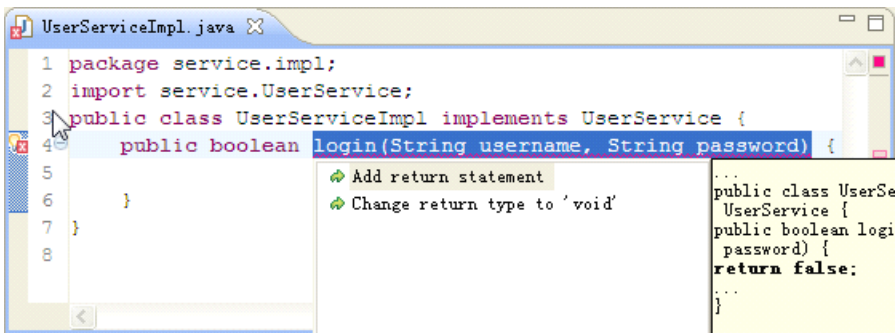 UserServiceImpl.java
1 package service.impl;
2 import service.UserService;
3 public class UserServiceImpl implements UserService {
4 public boolean login(String username, String password) {
5
6 }
7 }
8
Add return statement
Change return type to 'void'
...
public class UserSe
UserService {
public boolean logi
password) {
return false;
...
}